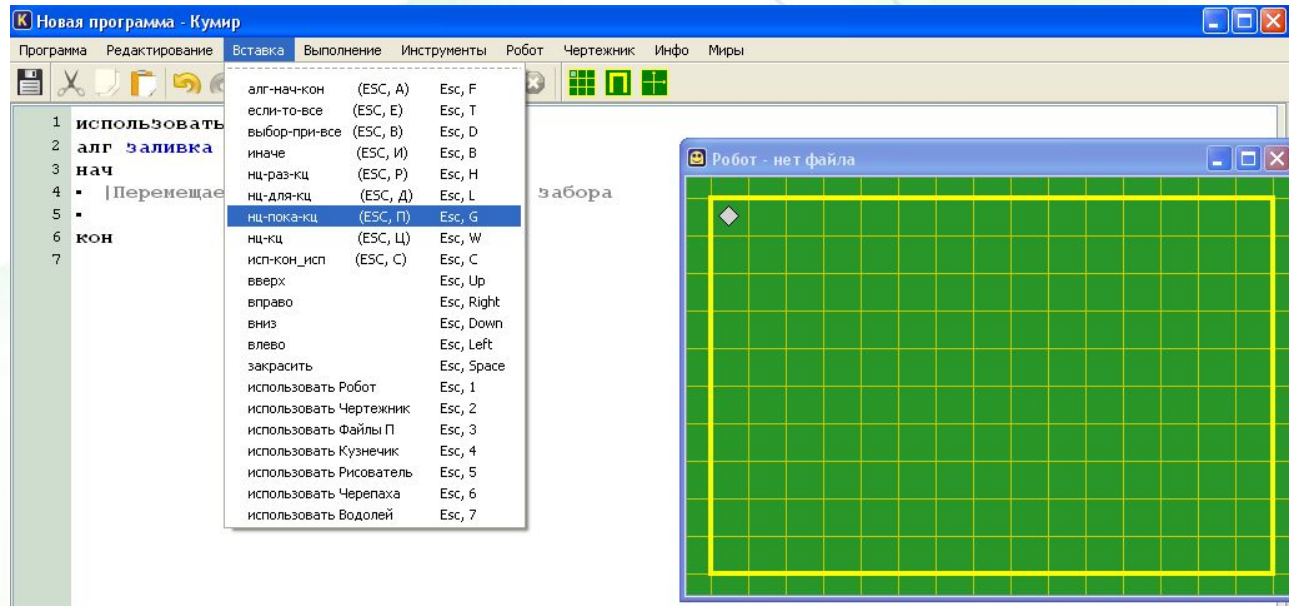 Новая программа - Кумир
Программа Редактирование Вставка Выполнение Инструменты Робот Чертежник Инфо Миры
алг-нач-кон (ESC, А) Esc, F
если-то-все (ESC, Е) Esc, T
выбор-при-все (ESC, В) Esc, D
иначе (ESC, И) Esc, B
нц-раз-кц (ESC, Р) Esc, H
нц-для-кц (ESC, Д) Esc, L
нц-пока-кц (ESC, П) Esc, G
нц-кц (ESC, Ц) Esc, W
исп-кон_исп (ESC, С) Esc, C
вверх Esc, Up
вправо Esc, Right
вниз Esc, Down
влево Esc, Left
закрасить Esc, Space
использовать Робот Esc, 1
использовать Чертежник Esc, 2
использовать Файлы П Esc, 3
использовать Кузнечик Esc, 4
использовать Рисователь Esc, 5
использовать Черепаха Esc, 6
использовать Водолей Esc, 7
1 использовать
2 алг заливка
3 нач
4 |Перемещае забора
5
6 кон
7
Робот - нет файла